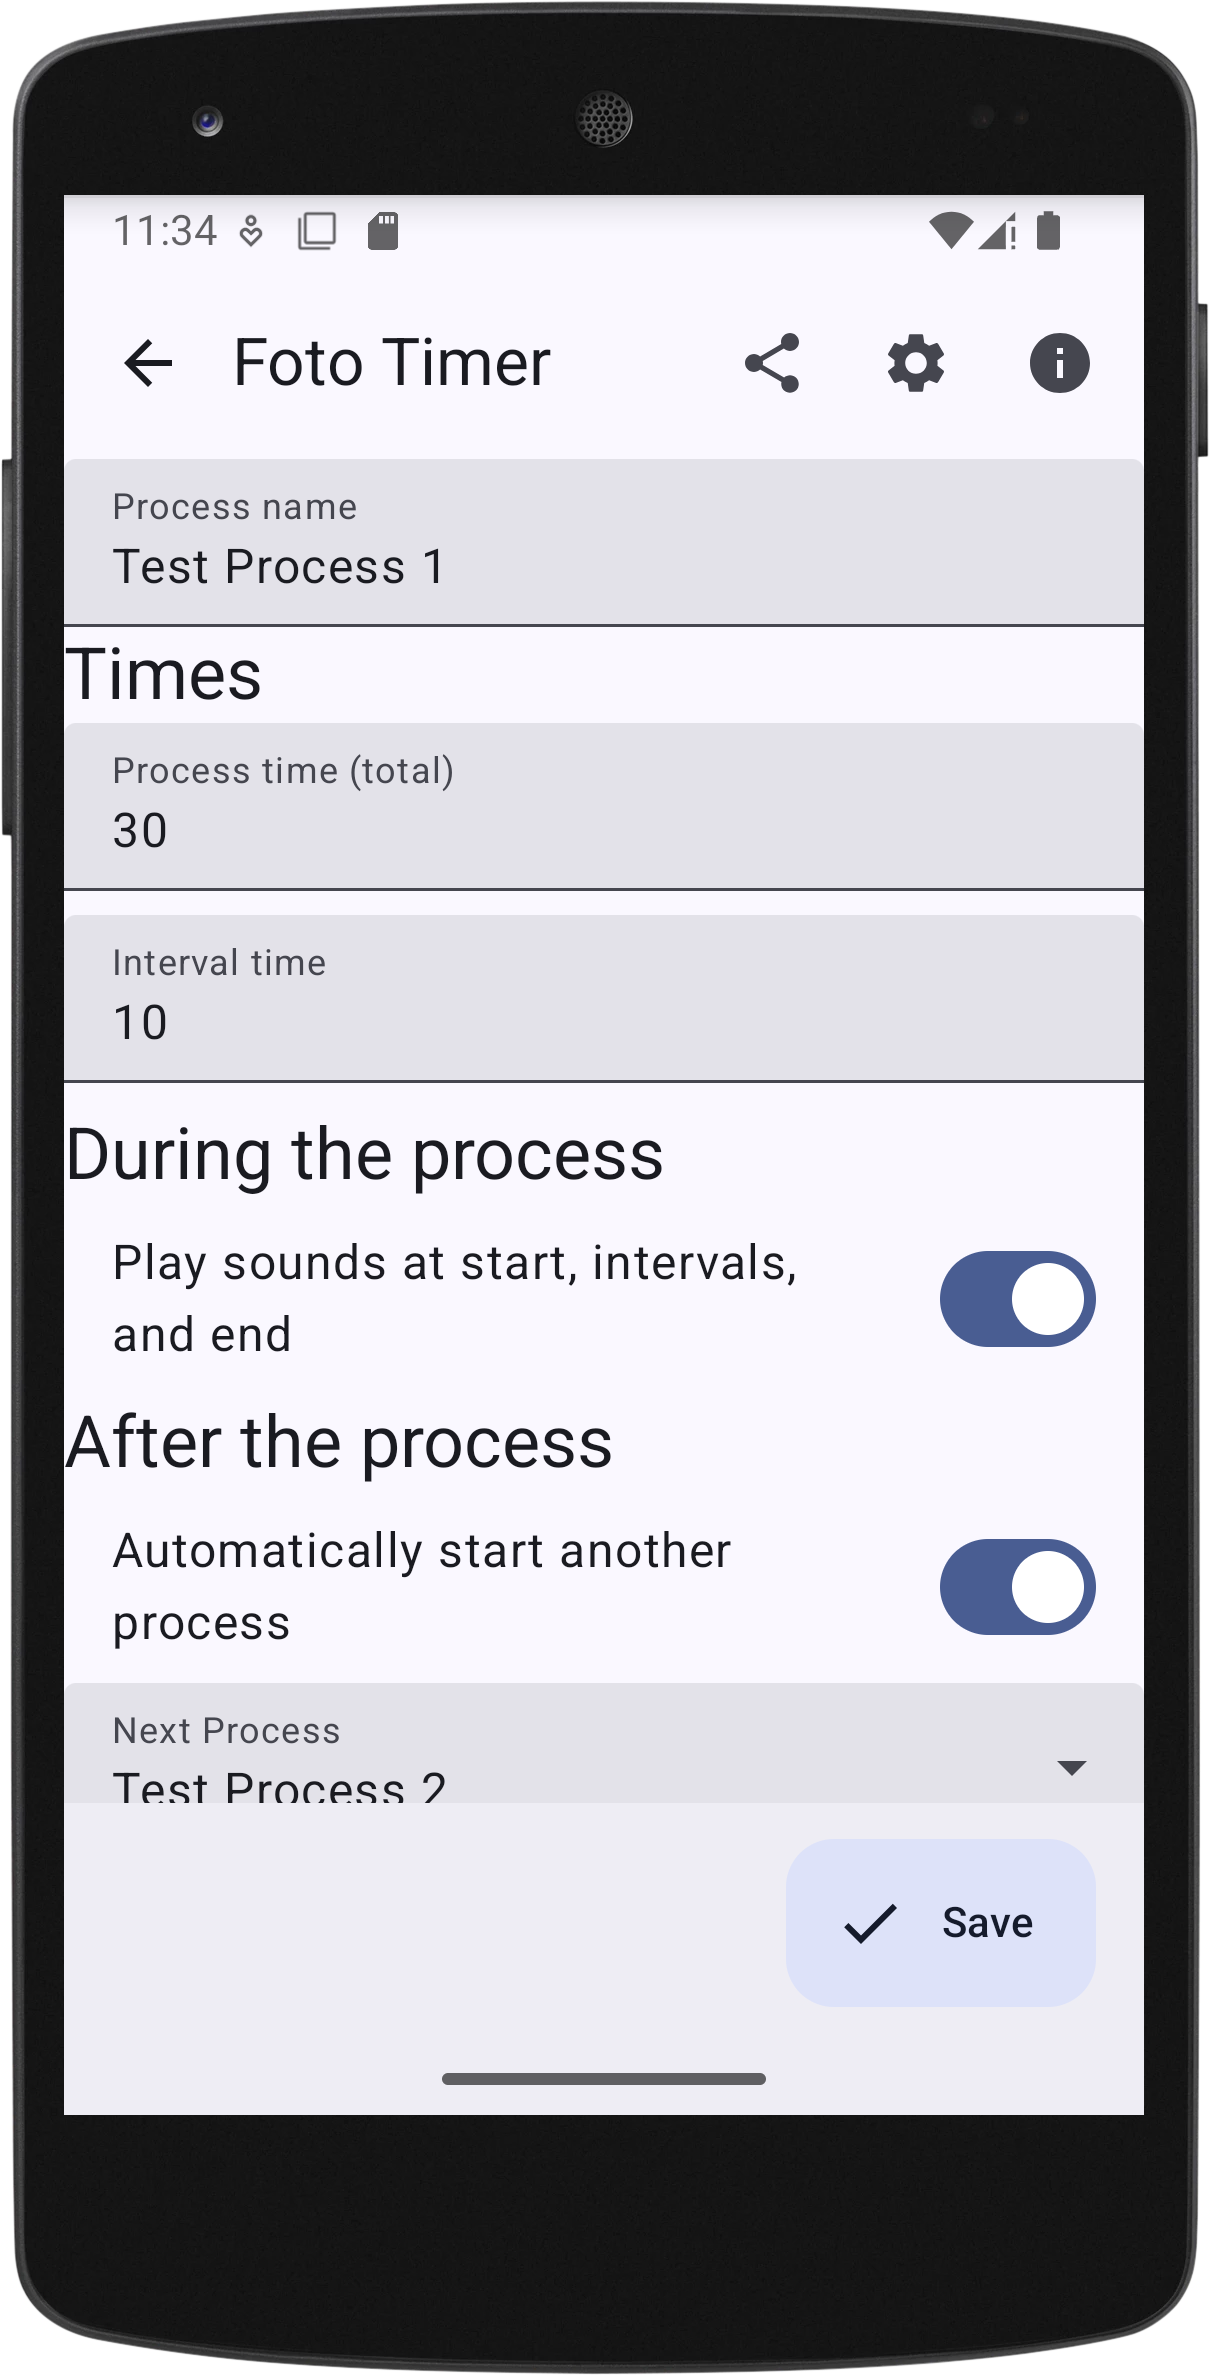 11:34
Foto Timer
Process name
Test Process 1
Times
Process time (total)
30
Interval time
10
During the process
Play sounds at start, intervals,
and end
After the process
Automatically start another
process
Next Process
Test Process 2
Save